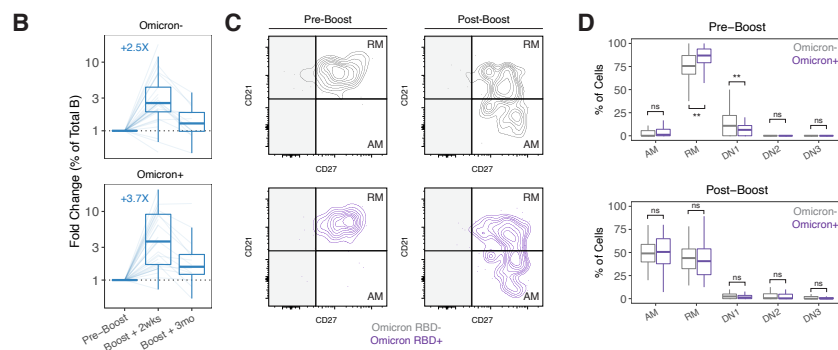 B
Fold Change (% of Total B)
Omicron-
+2.5X
10
3
1
Omicron+
+3.7X
10
3
1
Pre-Boost
Boost + 2wks
Boost + 3mo
C
Pre-Boost
Post-Boost
RM
AM
CD21
CD27
RM
AM
CD21
CD27
RM
AM
CD21
CD27
RM
AM
CD21
CD27
Omicron RBD-
Omicron RBD+
D
Pre-Boost
% of Cells
100
75
50
25
0
Omicron-
Omicron+
ns
**
**
ns
ns
AM
RM
DN1
DN2
DN3
Post-Boost
% of Cells
100
75
50
25
0
Omicron-
Omicron+
ns
ns
ns
ns
ns
AM
RM
DN1
DN2
DN3